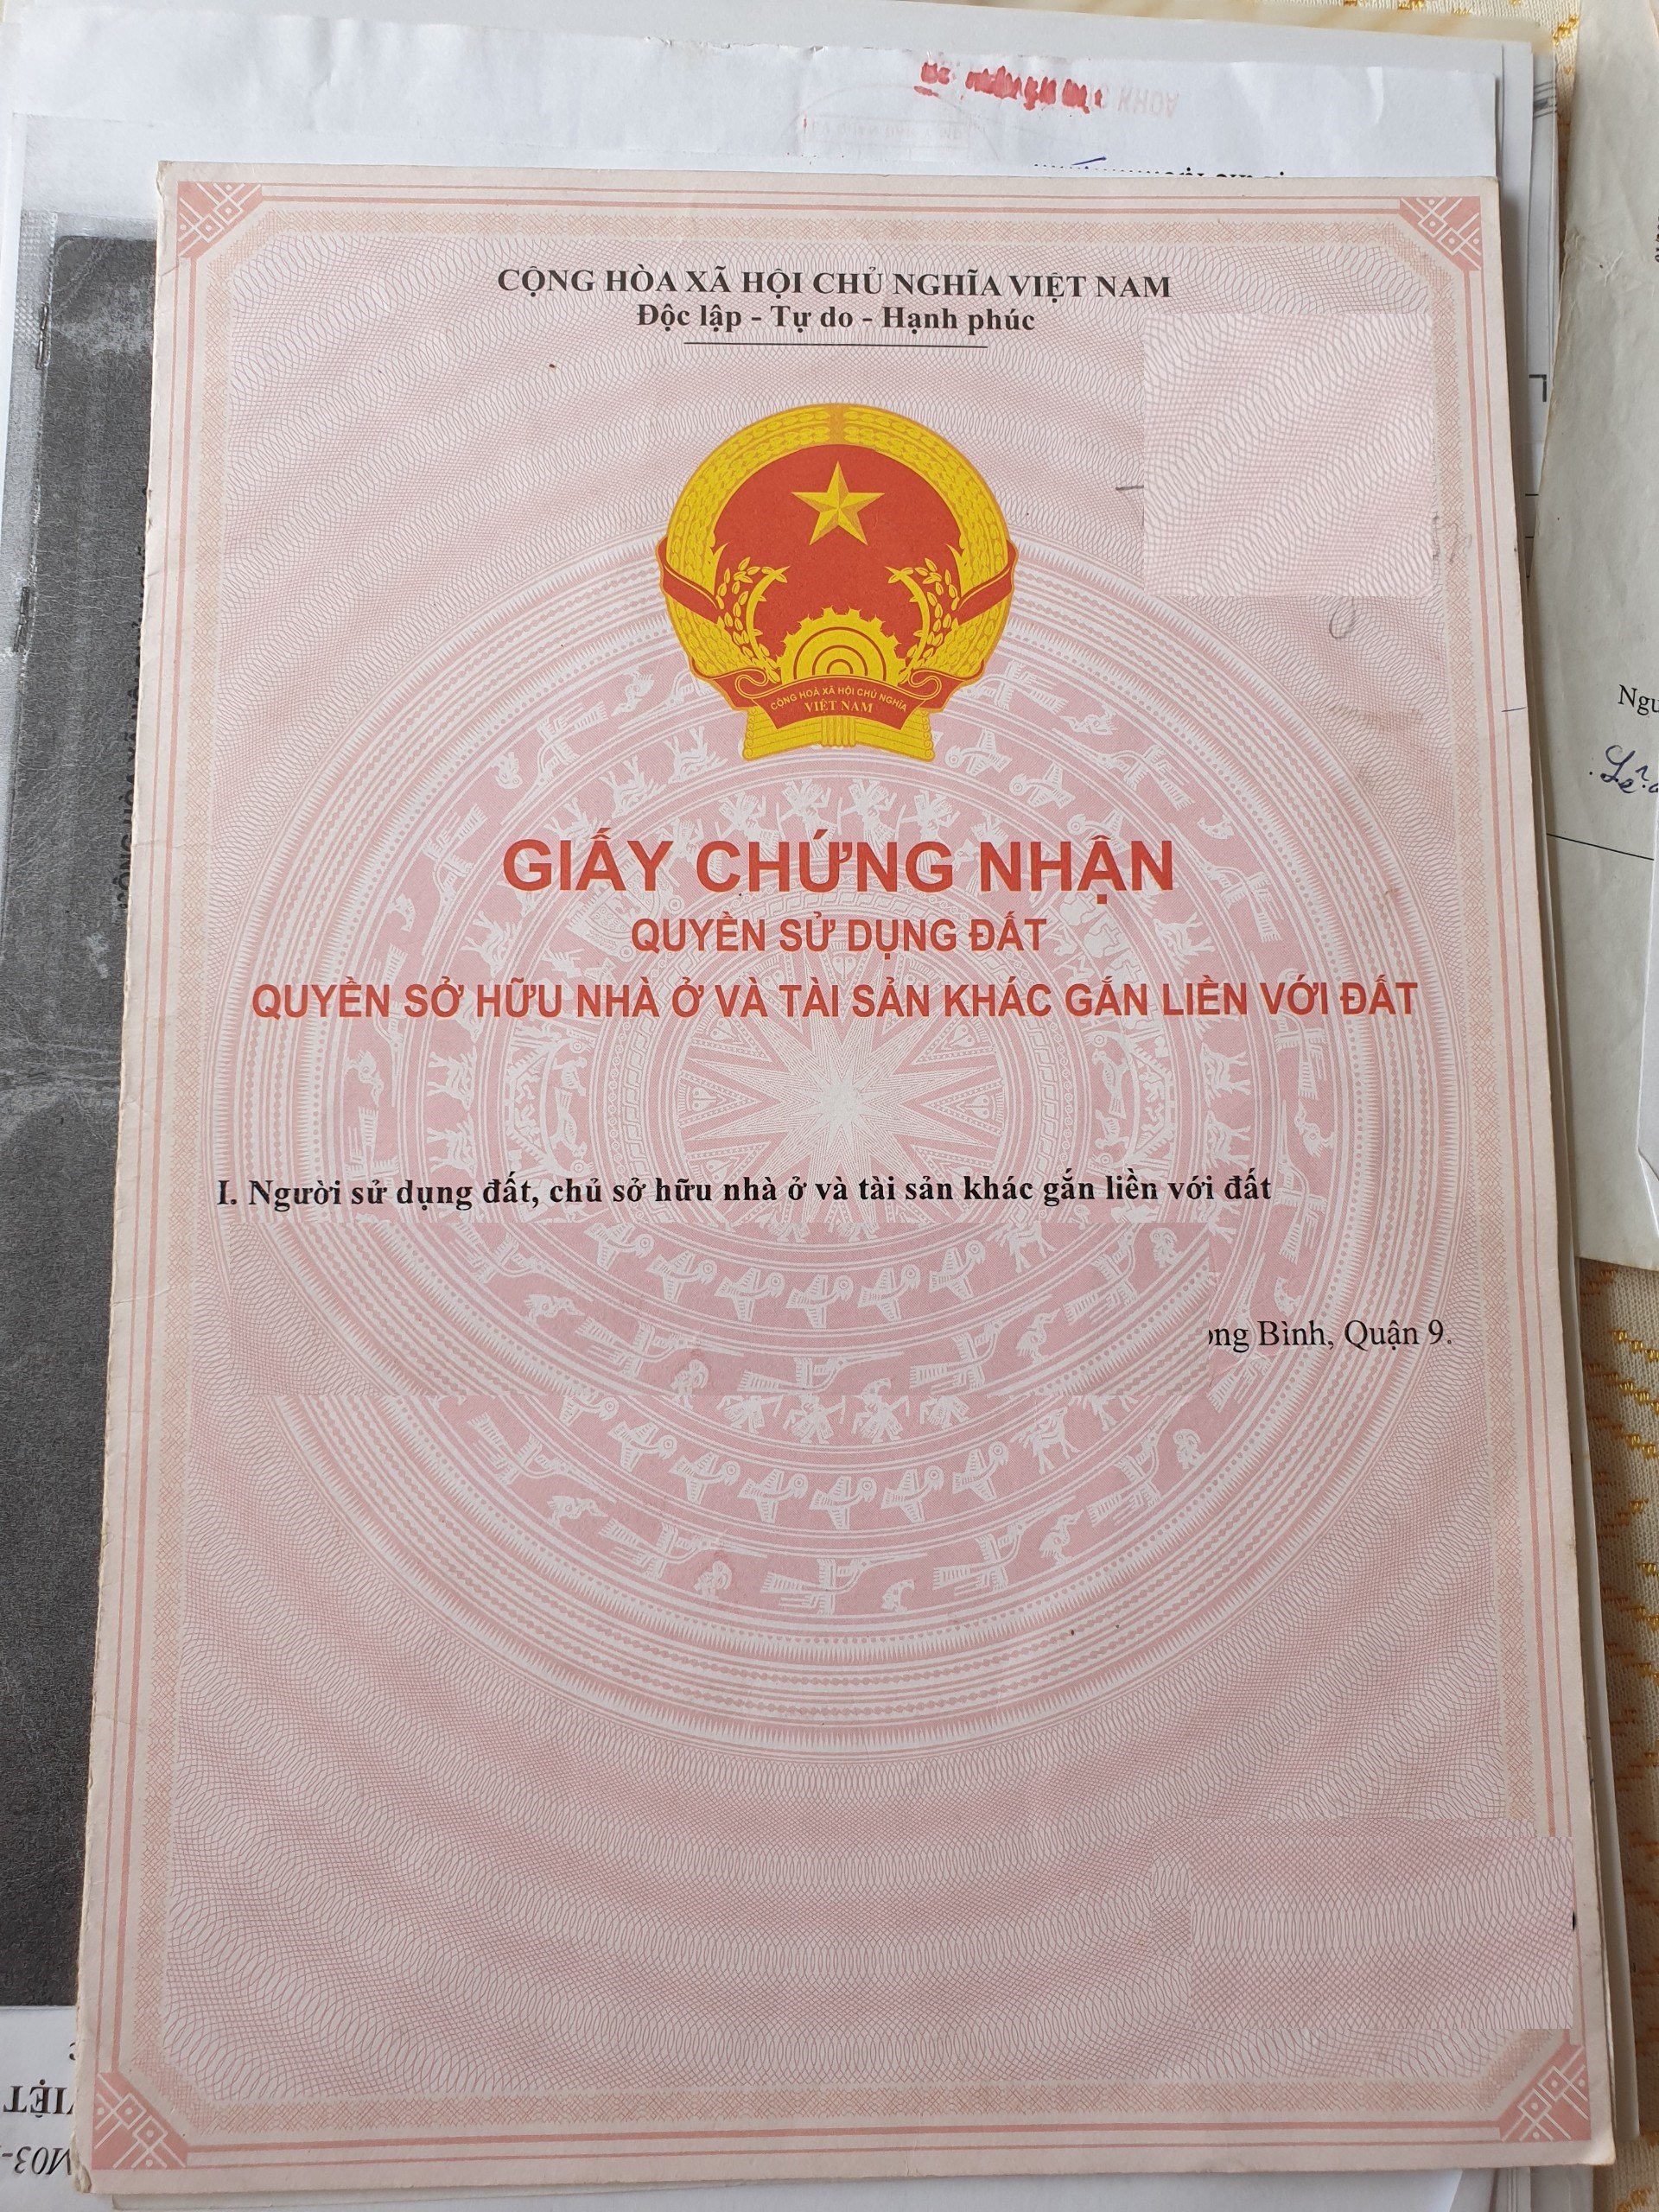 CỘNG HÒA XÃ HỘI CHỦ NGHĨA VIỆT NAM
Độc lập - Tự do - Hạnh phúc
CỘNG HOÀ XÃ HỘI CHỦ NGHĨA
VIỆT NAM
GIẤY CHỨNG NHẬN
QUYỀN SỬ DỤNG ĐẤT
QUYỀN SỞ HỮU NHÀ Ở VÀ TÀI SẢN KHÁC GẮN LIỀN VỚI ĐẤT
I. Người sử dụng đất, chủ sở hữu nhà ở và tài sản khác gắn liền với đất
Bình, Quận 9.